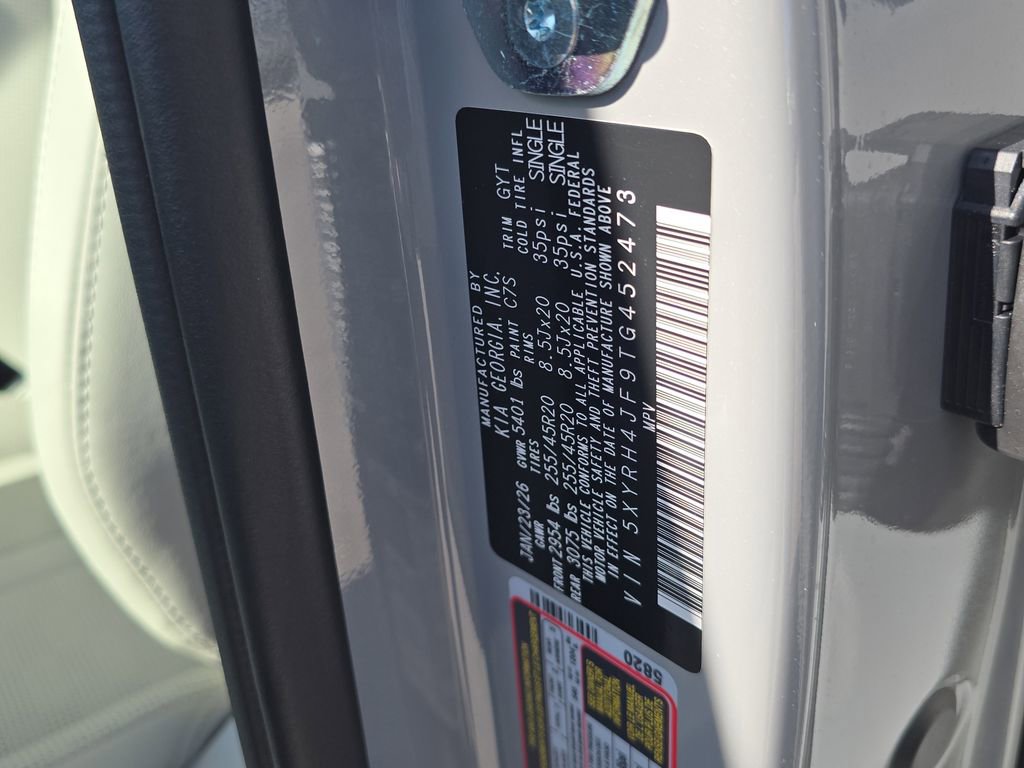 MANUFACTURED BY
KIA GEORGIA. INC.
JAN/23/26 GVWR 5401 lbs PAINT C7S TRIM GYT
GAWR TIRES RIMS COLD TIRE INFL
FRONT 2954 lbs 255/45R20 8.5Jx20 35psi SINGLE
REAR 3075 lbs 255/45R20 8.5Jx20 35psi SINGLE
THIS VEHICLE CONFORMS TO ALL APPLICABLE U.S.A. FEDERAL
MOTOR VEHICLE SAFETY AND THEFT PREVENTION STANDARDS
IN EFFECT ON THE DATE OF MANUFACTURE SHOWN ABOVE
VIN 5XYRH4JF9TG452473
MPV
5820